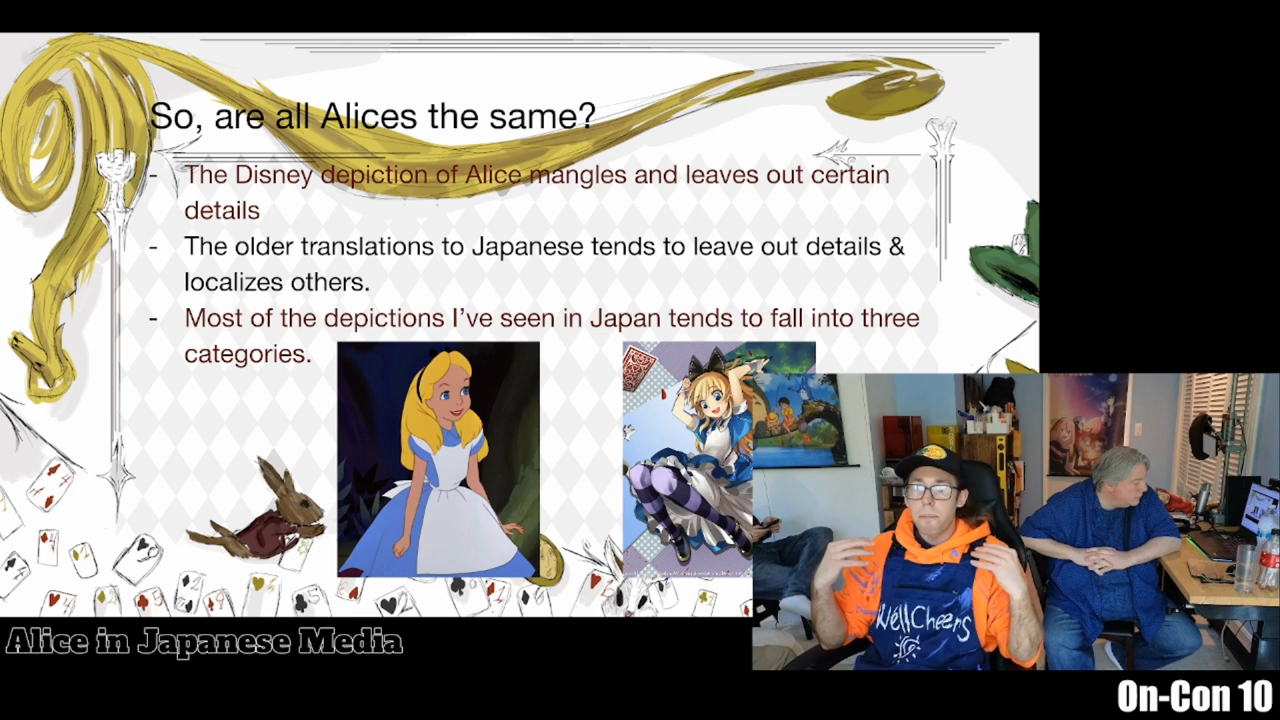 So, are all Alices the same?
- The Disney depiction of Alice mangles and leaves out certain
details
- The older translations to Japanese tends to leave out details &
localizes others.
- Most of the depictions I've seen in Japan tends to fall into three
categories.
WellCheers
Alice in Japanese Media
On-Con 10